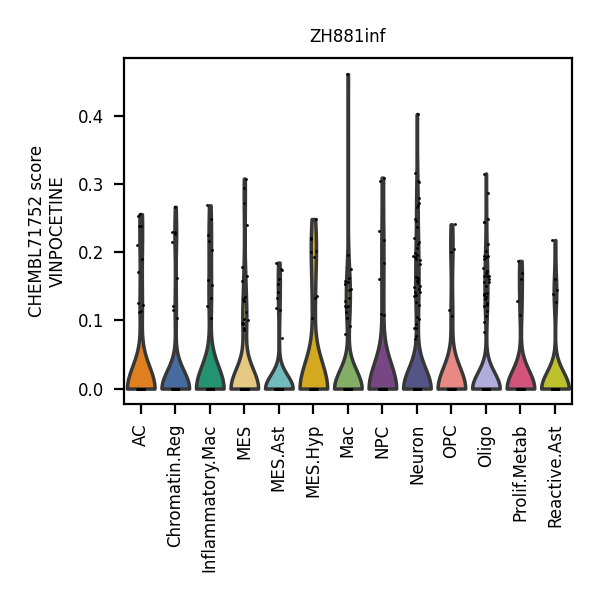 ZH881inf
CHEMBL71752 score
VINPOCETINE
0.4
0.3
0.2
0.1
0.0
AC
Chromatin.Reg
Inflammatory.Mac
MES
MES.Ast
MES.Hyp
Mac
NPC
Neuron
OPC
Oligo
Prolif.Metab
Reactive.Ast